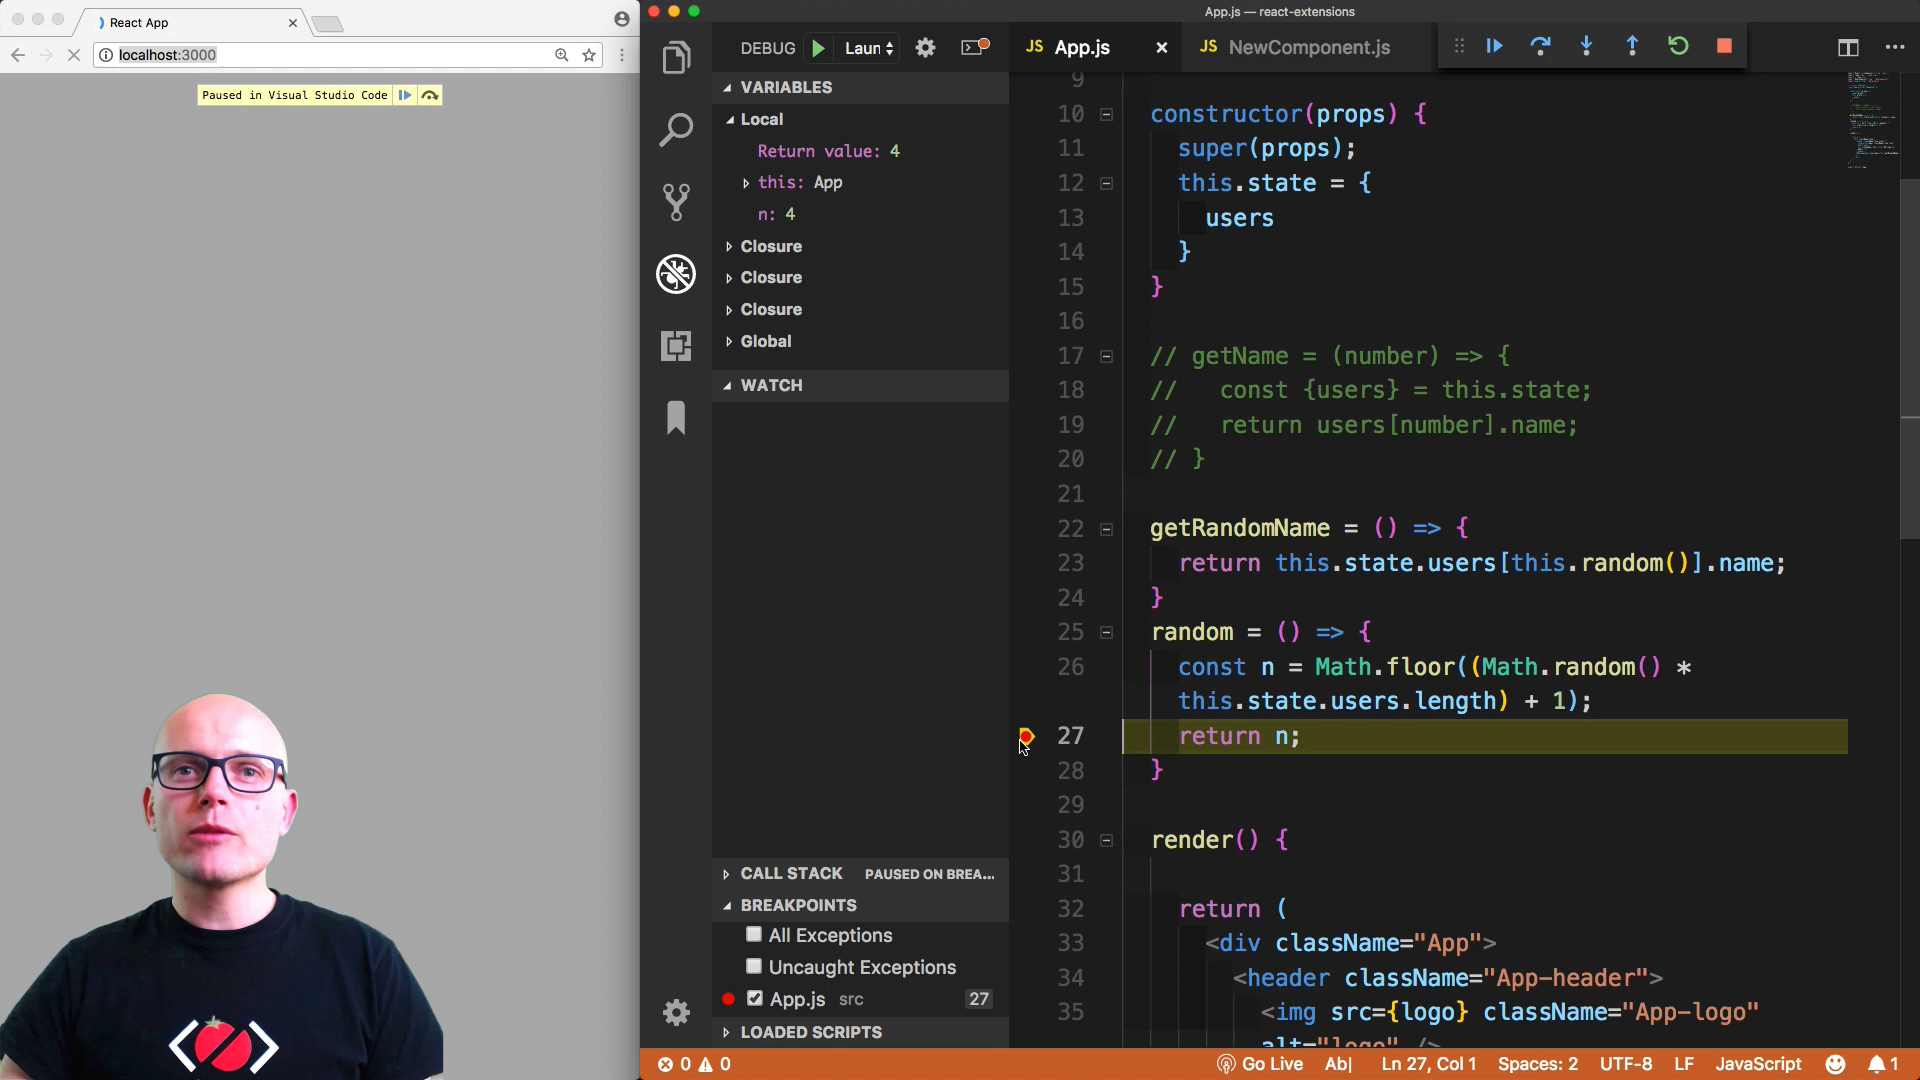 React App
localhost:3000
Paused in Visual Studio Code
App.js — react-extensions
DEBUG
Laun
VARIABLES
Local
Return value: 4
this: App
n: 4
Closure
Closure
Closure
Global
WATCH
CALL STACK PAUSED ON BREA...
BREAKPOINTS
All Exceptions
Uncaught Exceptions
App.js src 27
LOADED SCRIPTS
JS App.js
JS NewComponent.js
9
10 constructor(props) {
11 super(props);
12 this.state = {
13 users
14 }
15 }
16
17 // getName = (number) => {
18 // const {users} = this.state;
19 // return users[number].name;
20 // }
21
22 getRandomName = () => {
23 return this.state.users[this.random()].name;
24 }
25 random = () => {
26 const n = Math.floor((Math.random() *
this.state.users.length) + 1);
27 return n;
28 }
29
30 render() {
31
32 return (
33 <div className="App">
34 <header className="App-header">
35 <img src={logo} className="App-logo"
alt="logo" />
0 0
Go Live Ab| Ln 27, Col 1 Spaces: 2 UTF-8 LF JavaScript 1